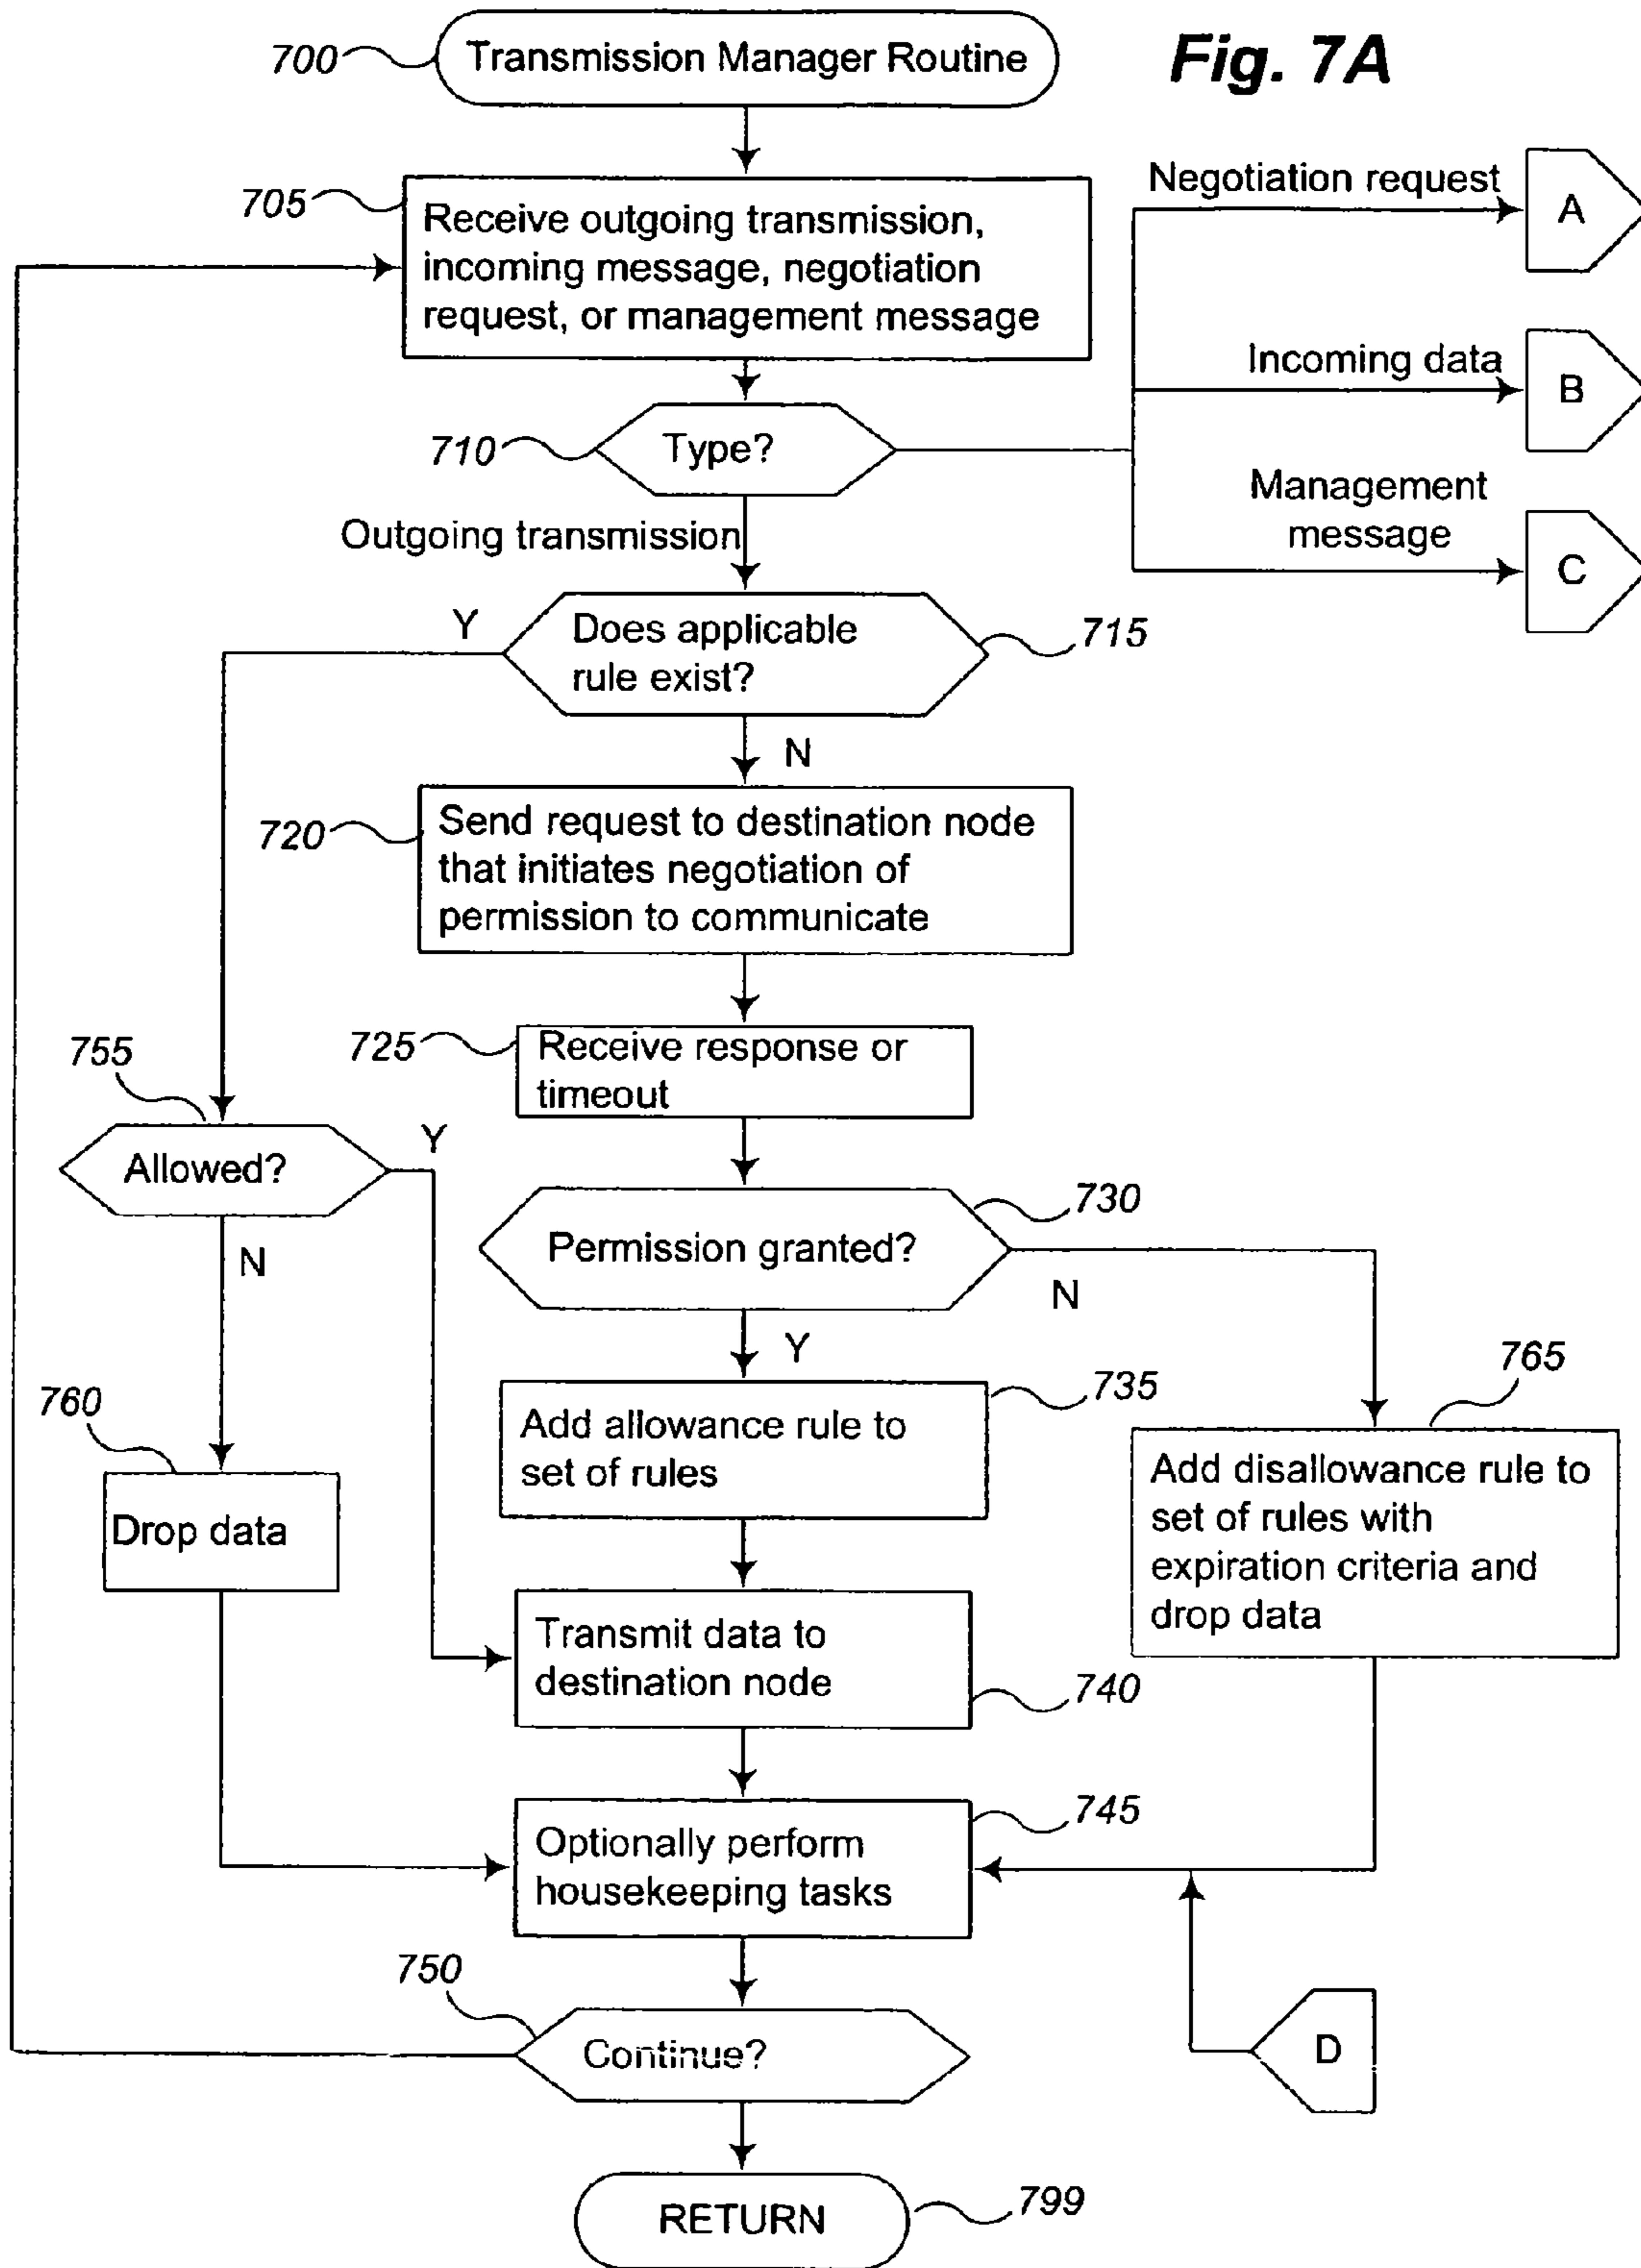 Fig. 7A
700
Transmission Manager Routine
705
Receive outgoing transmission,
incoming message, negotiation
request, or management message
Negotiation request
A
Incoming data
B
Management
message
C
710
Type?
Outgoing transmission
Y
Does applicable
rule exist?
715
N
720
Send request to destination node
that initiates negotiation of
permission to communicate
725
Receive response or
timeout
755
Allowed?
Y
N
730
Permission granted?
N
Y
735
Add allowance rule to
set of rules
765
Add disallowance rule to
set of rules with
expiration criteria and
drop data
760
Drop data
Transmit data to
destination node
740
745
Optionally perform
housekeeping tasks
750
Continue?
D
RETURN
799